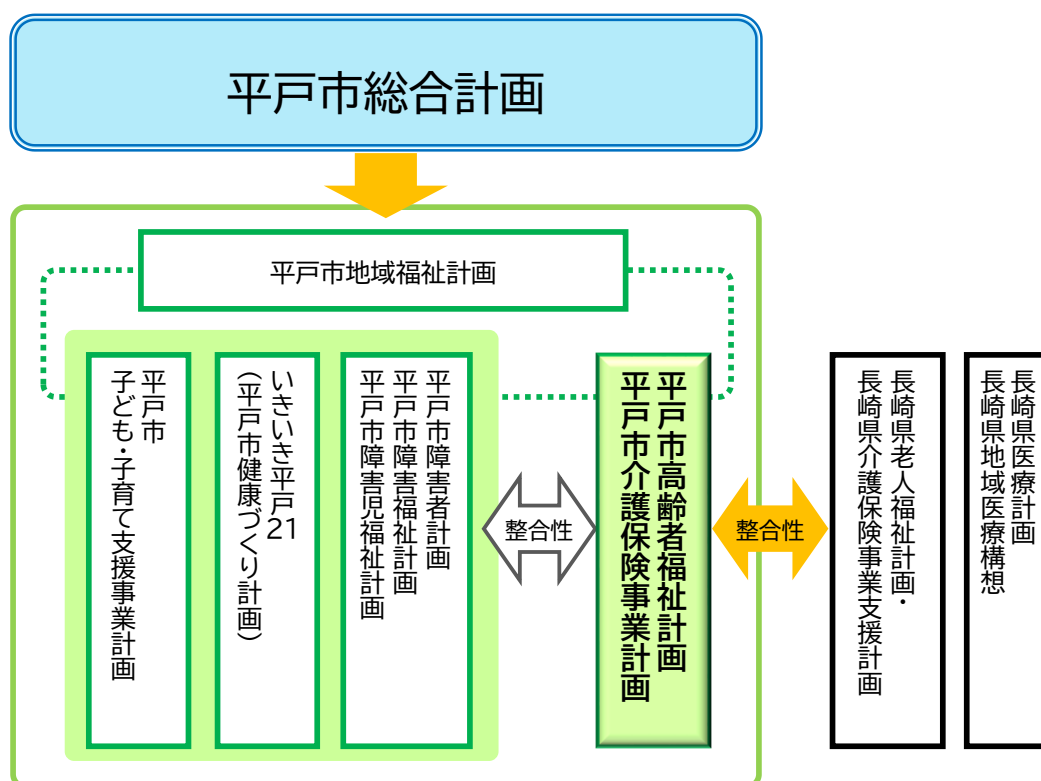 平戸市総合計画
平戸市地域福祉計画
平戸市
子ども・子育て支援事業計画
いきいき平戸21
(平戸市健康づくり計画)
平戸市障害者計画
平戸市障害福祉計画
平戸市障害児福祉計画
整合性
平戸市高齢者福祉計画
平戸市介護保険事業計画
整合性
長崎県老人福祉計画・
長崎県介護保険事業支援計画
長崎県医療計画
長崎県地域医療構想